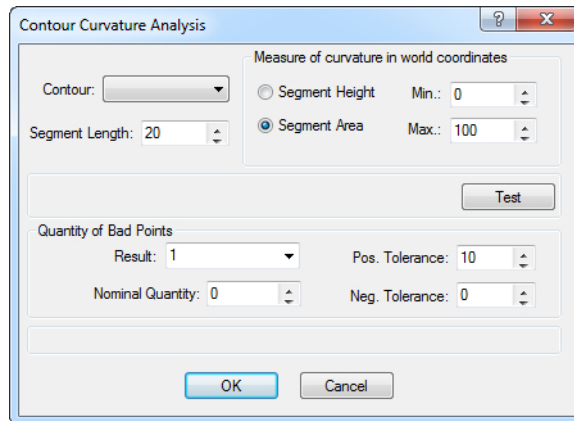 Contour Curvature Analysis
Measure of curvature in world coordinates
Contour:
Segment Height Min.: 0
Segment Length: 20
Segment Area Max.: 100
Test
Quantity of Bad Points
Result: 1 Pos. Tolerance: 10
Nominal Quantity: 0 Neg. Tolerance: 0
OK Cancel